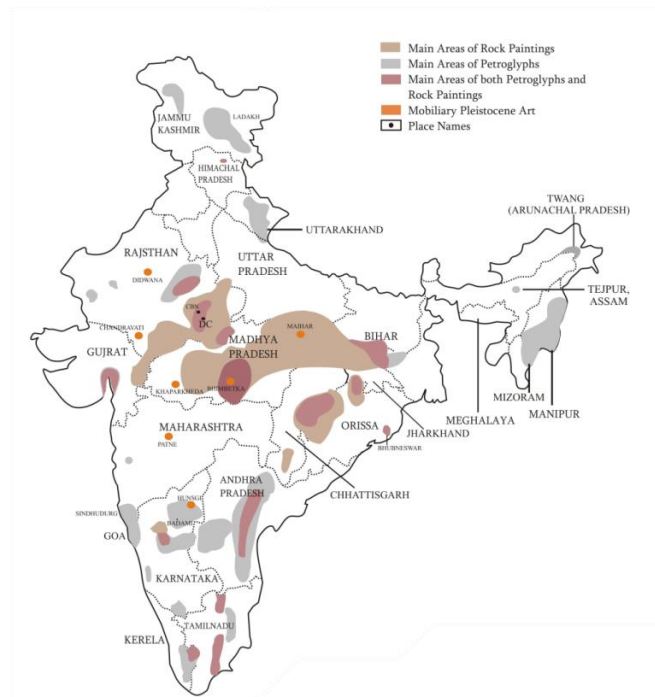 Main Areas of Rock Paintings
Main Areas of Petroglyphs
Main Areas of both Petroglyphs and
Rock Paintings
Mobiliary Pleistocene Art
Place Names
JAMMU
KASHMIR
LADAKH
HIMACHAL
PRADESH
UTTARAKHAND
TWANG
(ARUNACHAL PRADESH)
RAJSTHAN
DIDWANA
UTTAR
PRADESH
TEJPUR,
ASSAM
CBN
DC
CHANDRAVATI
MAIHAR
GUJRAT
MADHYA
PRADESH
BIHAR
KHAPARKHEDA
BHIMBETKA
MIZORAM
MANIPUR
MEGHALAYA
JHARKHAND
MAHARASHTRA
PATNE
ORISSA
BHUBNESWAR
CHHATTISGARH
ANDHRA
PRADESH
HUNSGI
SINDHUDURG
BADAMI
GOA
KARNATAKA
TAMILNADU
KERELA